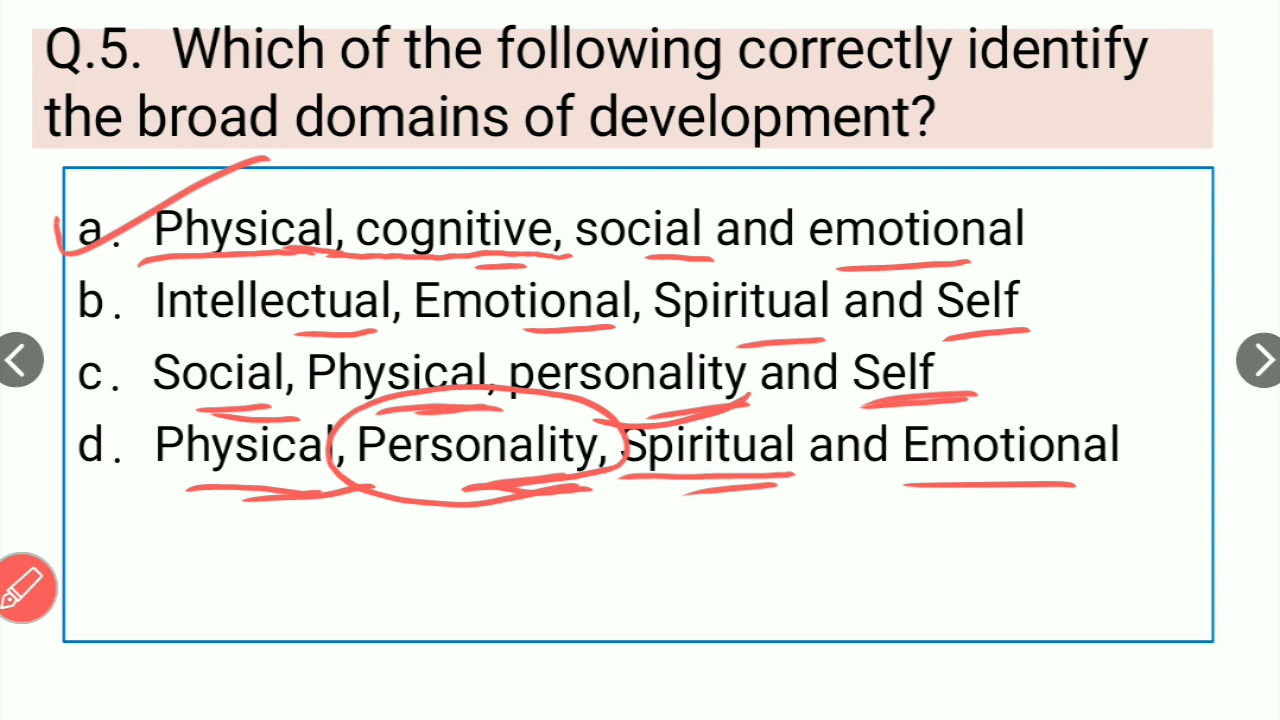 Q.5. Which of the following correctly identify
the broad domains of development?
a. Physical, cognitive, social and emotional
b. Intellectual, Emotional, Spiritual and Self
c. Social, Physical, personality and Self
d. Physical, Personality, Spiritual and Emotional